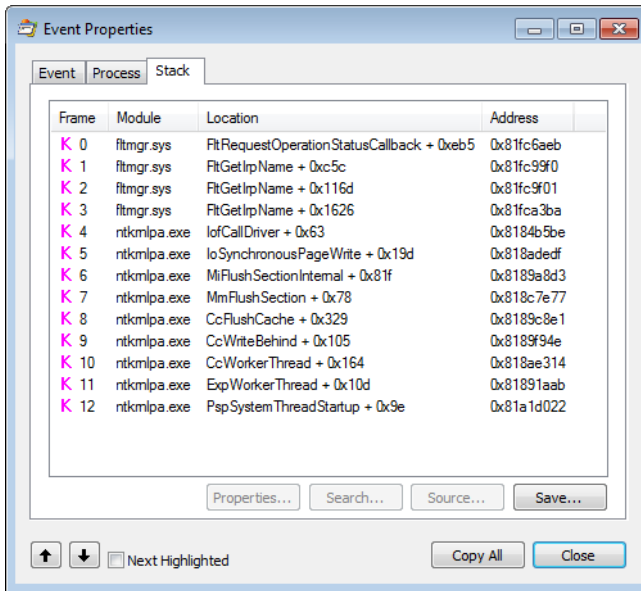 Event Properties
Event Process Stack
Frame Module Location Address
K 0 fltmgr.sys FltRequestOperationStatusCallback + 0xeb5 0x81fc6aeb
K 1 fltmgr.sys FltGetIrpName + 0xc5c 0x81fc99f0
K 2 fltmgr.sys FltGetIrpName + 0x116d 0x81fc9f01
K 3 fltmgr.sys FltGetIrpName + 0x1626 0x81fca3ba
K 4 ntkrnlpa.exe IofCallDriver + 0x63 0x8184b5be
K 5 ntkrnlpa.exe IoSynchronousPageWrite + 0x19d 0x818adedf
K 6 ntkrnlpa.exe MiFlushSectionInternal + 0x81f 0x8189a8d3
K 7 ntkrnlpa.exe MmFlushSection + 0x78 0x818c7e77
K 8 ntkrnlpa.exe CcFlushCache + 0x329 0x8189c8e1
K 9 ntkrnlpa.exe CcWriteBehind + 0x105 0x8189f94e
K 10 ntkrnlpa.exe CcWorkerThread + 0x164 0x818ae314
K 11 ntkrnlpa.exe ExpWorkerThread + 0x10d 0x81891aab
K 12 ntkrnlpa.exe PspSystemThreadStartup + 0x9e 0x81a1d022
Properties... Search... Source... Save...
Next Highlighted Copy All Close